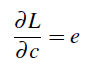 ∂L/∂c = e